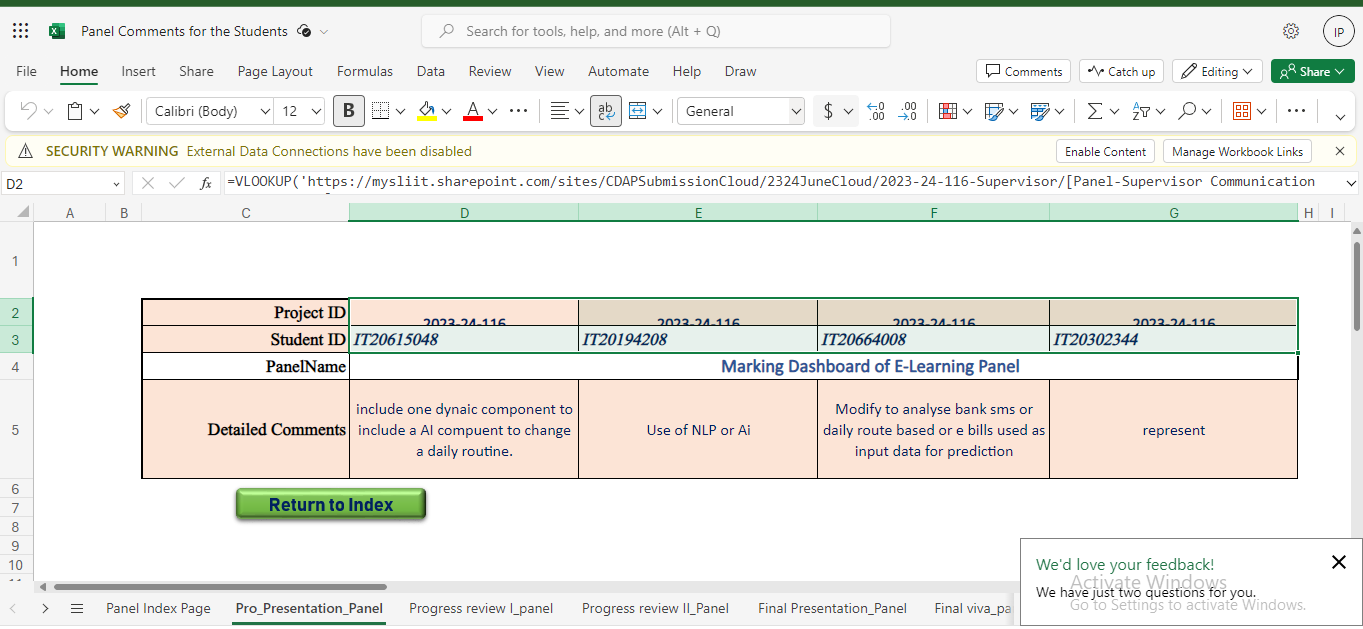 Panel Comments for the Students
Search for tools, help, and more (Alt + Q)
IP
File Home Insert Share Page Layout Formulas Data Review View Automate Help Draw
Comments Catch up Editing Share
Calibri (Body) 12 B ab General $ .00 .00
SECURITY WARNING External Data Connections have been disabled
Enable Content Manage Workbook Links
D2 fx =VLOOKUP('https://mysliit.sharepoint.com/sites/CDAPSubmissionCloud/2324JuneCloud/2023-24-116-Supervisor/[Panel-Supervisor Communication
A B C D E F G H I
1
2 Project ID 2023-24-116 2023-24-116 2023-24-116 2023-24-116
3 Student ID IT20615048 IT20194208 IT20664008 IT20302344
4 PanelName Marking Dashboard of E-Learning Panel
include one dynaic component to
include a AI compuent to change
a daily routine.
5 Detailed Comments
Use of NLP or Ai
Modify to analyse bank sms or
daily route based or e bills used as
input data for prediction
represent
6
7 Return to Index
8
9
10
11
We'd love your feedback!
We have just two questions for you.
Activate Windows
Go to Settings to activate Windows.
Panel Index Page Pro_Presentation_Panel Progress review I_panel Progress review II_Panel Final Presentation_Panel Final viva_pa